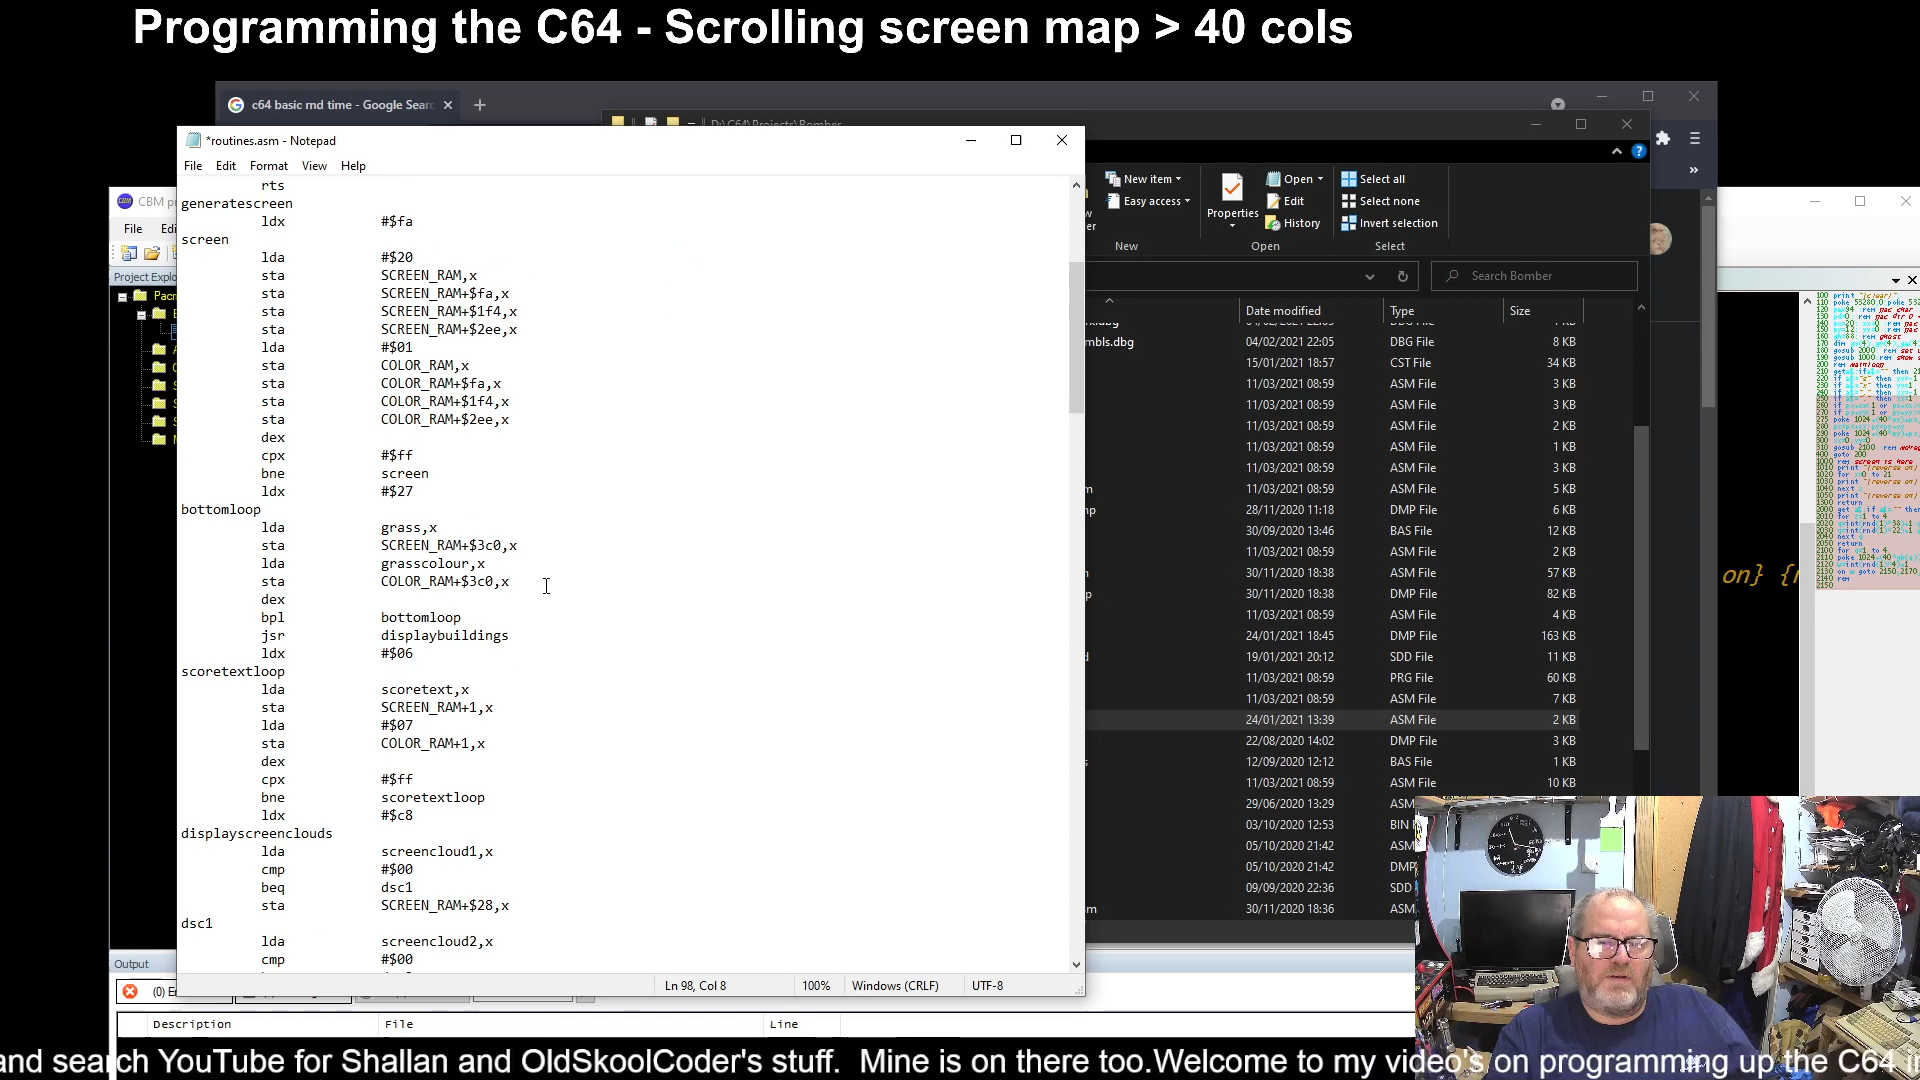 Programming the C64 - Scrolling screen map > 40 cols
c64 basic rnd time - Google Sear
D:\C64\Projects\Bomber
*routines.asm - Notepad
File Edit Format View Help
rts
generatescreen
ldx #$fa
screen
lda #$20
sta SCREEN_RAM,x
sta SCREEN_RAM+$fa,x
sta SCREEN_RAM+$1f4,x
sta SCREEN_RAM+$2ee,x
lda #$01
sta COLOR_RAM,x
sta COLOR_RAM+$fa,x
sta COLOR_RAM+$1f4,x
sta COLOR_RAM+$2ee,x
dex
cpx #$ff
bne screen
ldx #$27
bottomloop
lda grass,x
sta SCREEN_RAM+$3c0,x
lda grasscolour,x
sta COLOR_RAM+$3c0,x
dex
bpl bottomloop
jsr displaybuildings
ldx #$06
scoretextloop
lda scoretext,x
sta SCREEN_RAM+1,x
lda #$07
sta COLOR_RAM+1,x
dex
cpx #$ff
bne scoretextloop
ldx #$c8
displayscreenclouds
lda screencloud1,x
cmp #$00
beq dsc1
sta SCREEN_RAM+$28,x
dsc1
lda screencloud2,x
cmp #$00
Ln 98, Col 8 100% Windows (CRLF) UTF-8
CBM p
File Edi
Project Explo
Pacm
New item Open Select all
Easy access Properties Edit Select none
History Invert selection
New Open Select
Search Bomber
Date modified Type Size
mbls.dbg 04/02/2021 22:05 DBG File 8 KB
15/01/2021 18:57 CST File 34 KB
11/03/2021 08:59 ASM File 3 KB
11/03/2021 08:59 ASM File 3 KB
11/03/2021 08:59 ASM File 2 KB
11/03/2021 08:59 ASM File 1 KB
11/03/2021 08:59 ASM File 3 KB
11/03/2021 08:59 ASM File 5 KB
28/11/2020 11:18 DMP File 6 KB
30/09/2020 13:46 BAS File 12 KB
11/03/2021 08:59 ASM File 2 KB
30/11/2020 18:38 ASM File 57 KB
30/11/2020 18:38 DMP File 82 KB
11/03/2021 08:59 ASM File 4 KB
24/01/2021 18:45 DMP File 163 KB
19/01/2021 20:12 SDD File 11 KB
11/03/2021 08:59 PRG File 60 KB
11/03/2021 08:59 ASM File 7 KB
24/01/2021 13:39 ASM File 2 KB
22/08/2020 14:02 DMP File 3 KB
12/09/2020 12:12 BAS File 1 KB
11/03/2021 08:59 ASM File 10 KB
29/06/2020 13:29 ASM
03/10/2020 12:53 BIN
05/10/2020 21:42 ASM
05/10/2020 21:42 DMP
09/09/2020 22:36 SDD
30/11/2020 18:36 ASM
on} {r
Output
(0) E
Description File Line
and search YouTube for Shallan and OldSkoolCoder's stuff. Mine is on there too.Welcome to my video's on programming up the C64 i